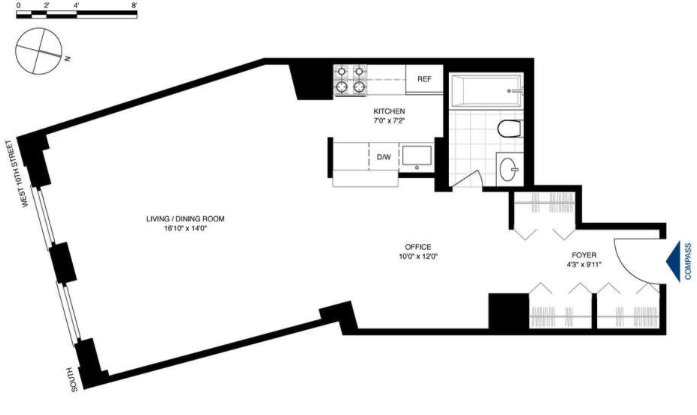 0 2' 4' 8'
N
REF
KITCHEN
7'0" x 7'2"
D/W
WEST 10TH STREET
LIVING / DINING ROOM
16'10" x 14'0"
OFFICE
10'0" x 12'0"
FOYER
4'3" x 9'11"
COMPASS
SOUTH